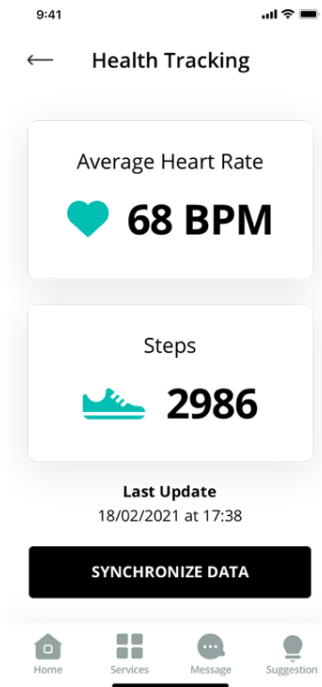 9:41
Health Tracking
Average Heart Rate
68 BPM
Steps
2986
Last Update
18/02/2021 at 17:38
SYNCHRONIZE DATA
Home Services Message Suggestion